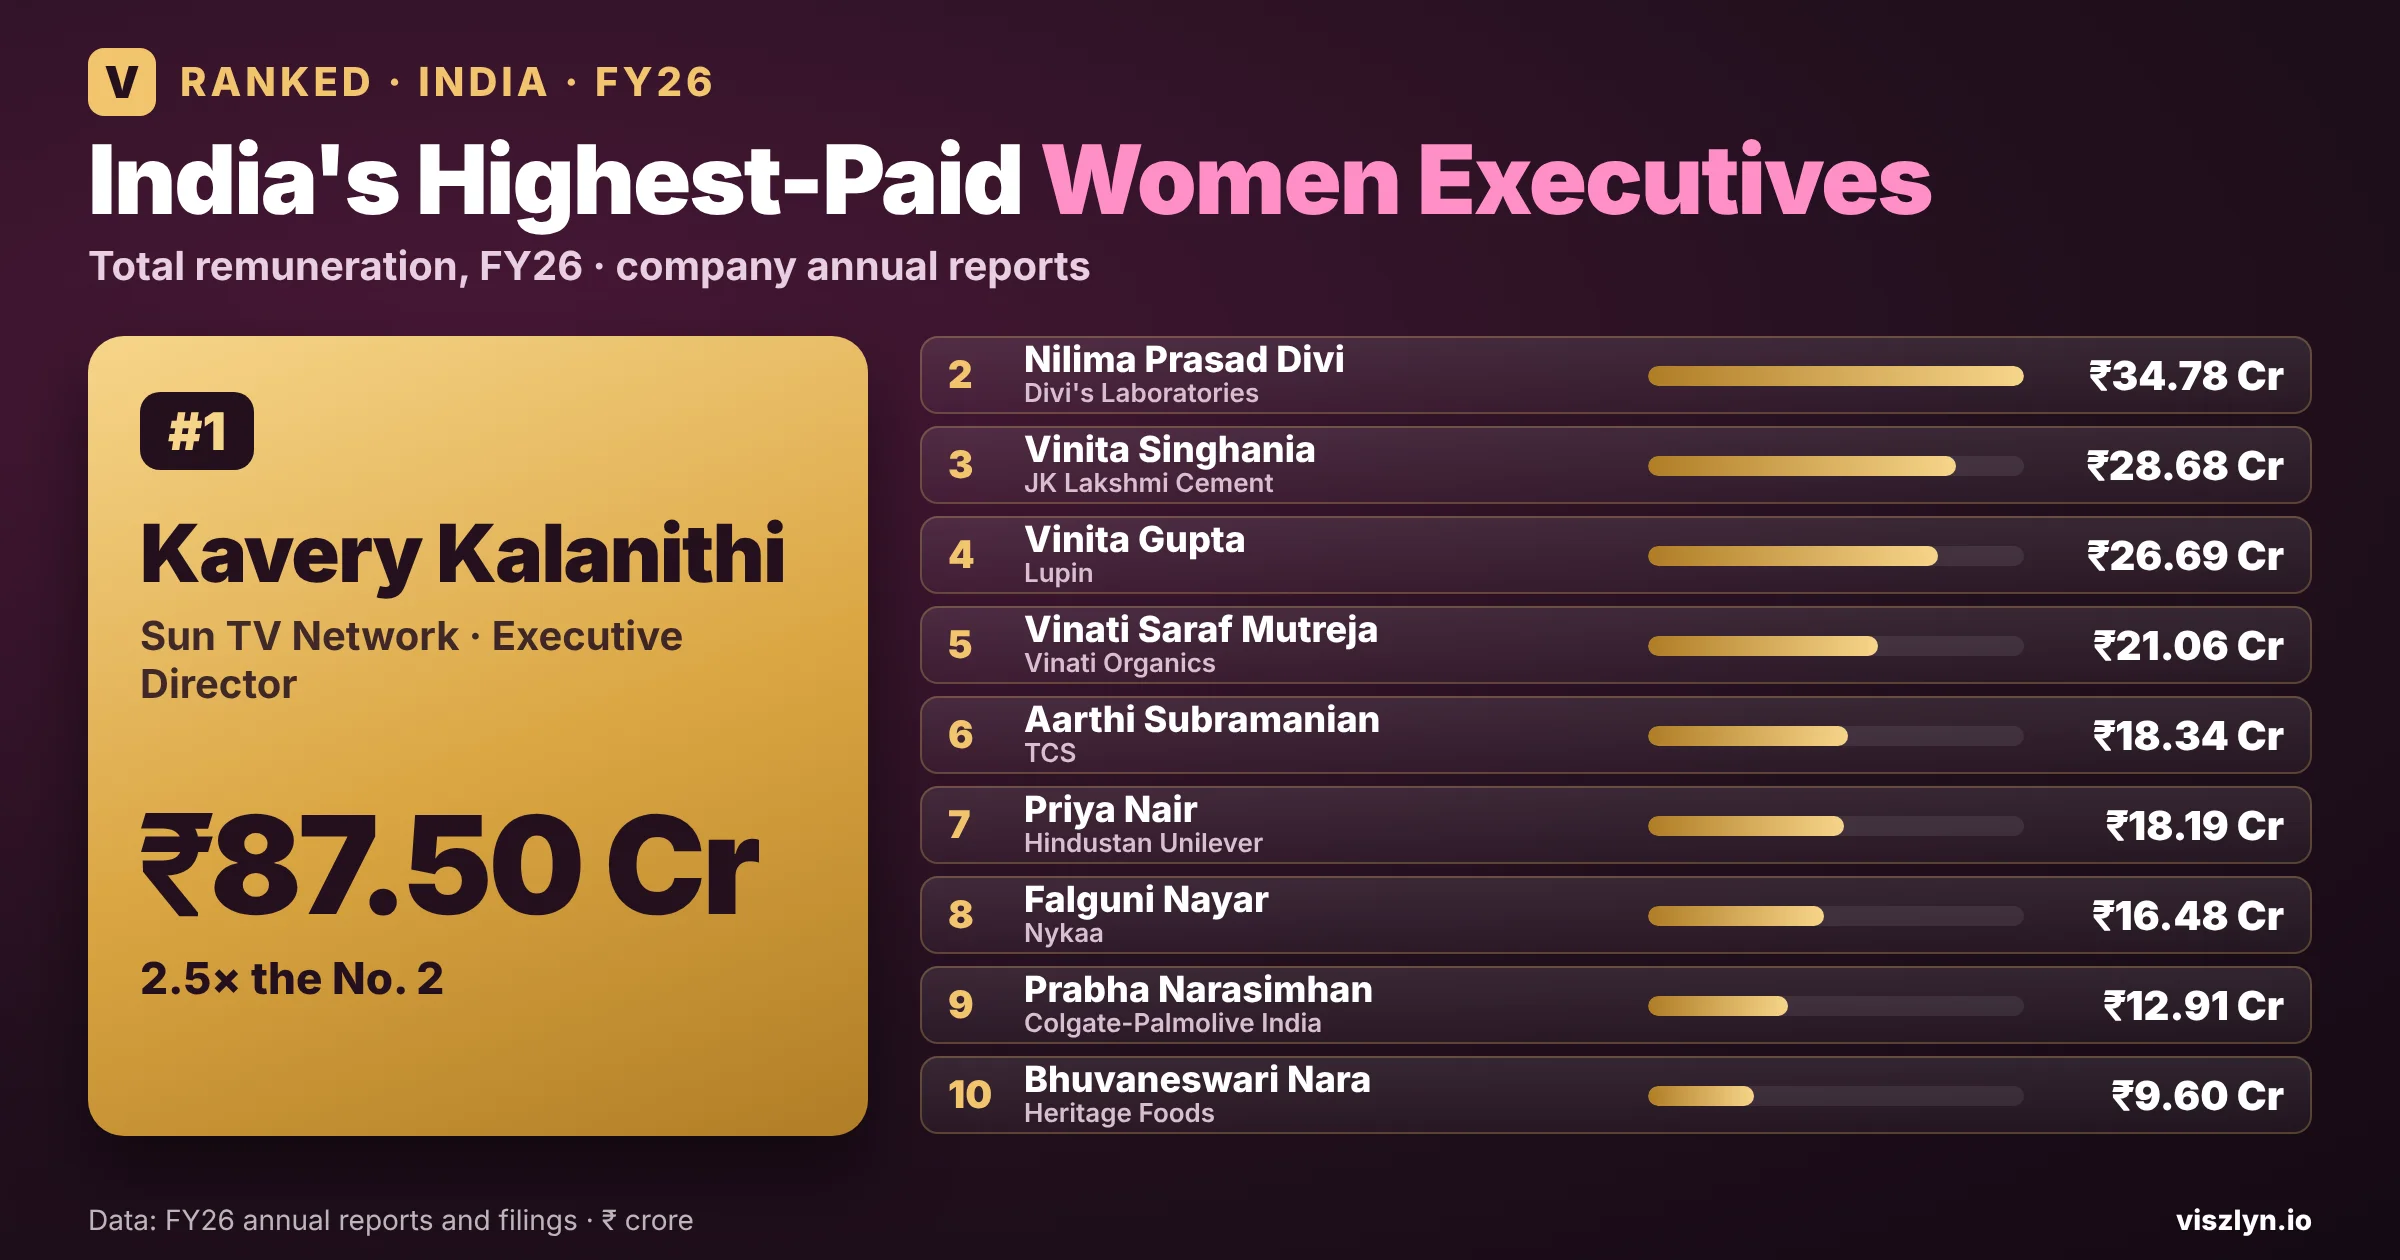 V RANKED · INDIA · FY26
India's Highest-Paid Women Executives
Total remuneration, FY26 · company annual reports
#1
Kavery Kalanithi
Sun TV Network · Executive
Director
₹87.50 Cr
2.5× the No. 2
2 Nilima Prasad Divi ₹34.78 Cr
Divi's Laboratories
3 Vinita Singhania ₹28.68 Cr
JK Lakshmi Cement
4 Vinita Gupta ₹26.69 Cr
Lupin
5 Vinati Saraf Mutreja ₹21.06 Cr
Vinati Organics
6 Aarthi Subramanian ₹18.34 Cr
TCS
7 Priya Nair ₹18.19 Cr
Hindustan Unilever
8 Falguni Nayar ₹16.48 Cr
Nykaa
9 Prabha Narasimhan ₹12.91 Cr
Colgate-Palmolive India
10 Bhuvaneswari Nara ₹9.60 Cr
Heritage Foods
Data: FY26 annual reports and filings · ₹ crore
viszlyn.io